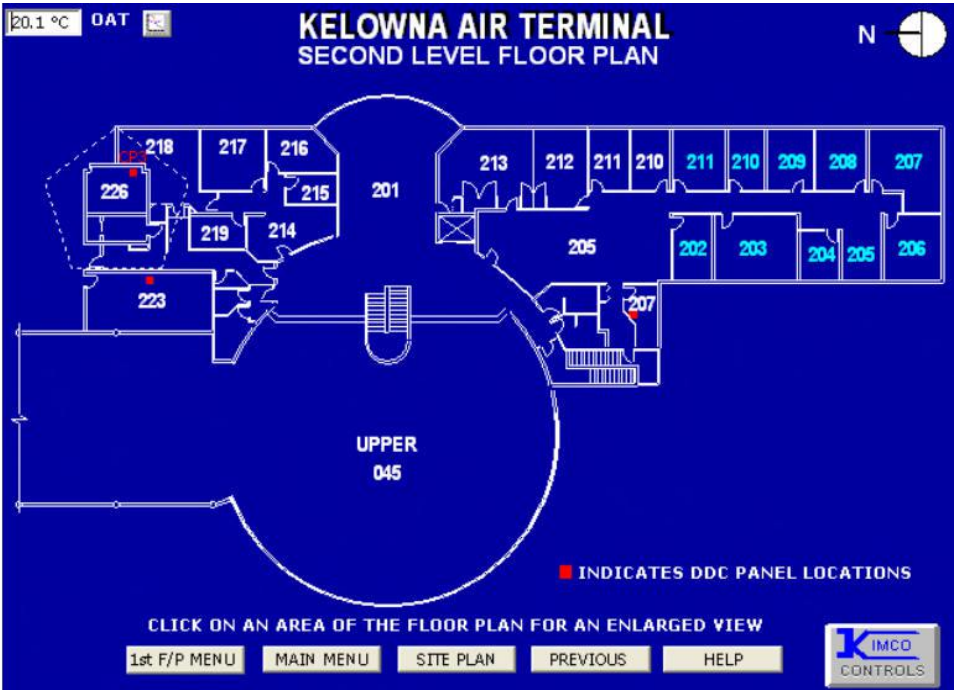 20.1 °C OAT
KELOWNA AIR TERMINAL
SECOND LEVEL FLOOR PLAN
N
CP3
218 217 216
213 212 211 210 211 210 209 208 207
226 215 201
219 214
205 202 203 204 205 206
223
207
UPPER
045
INDICATES DDC PANEL LOCATIONS
CLICK ON AN AREA OF THE FLOOR PLAN FOR AN ENLARGED VIEW
1st F/P MENU MAIN MENU SITE PLAN PREVIOUS HELP
KIMCO
CONTROLS